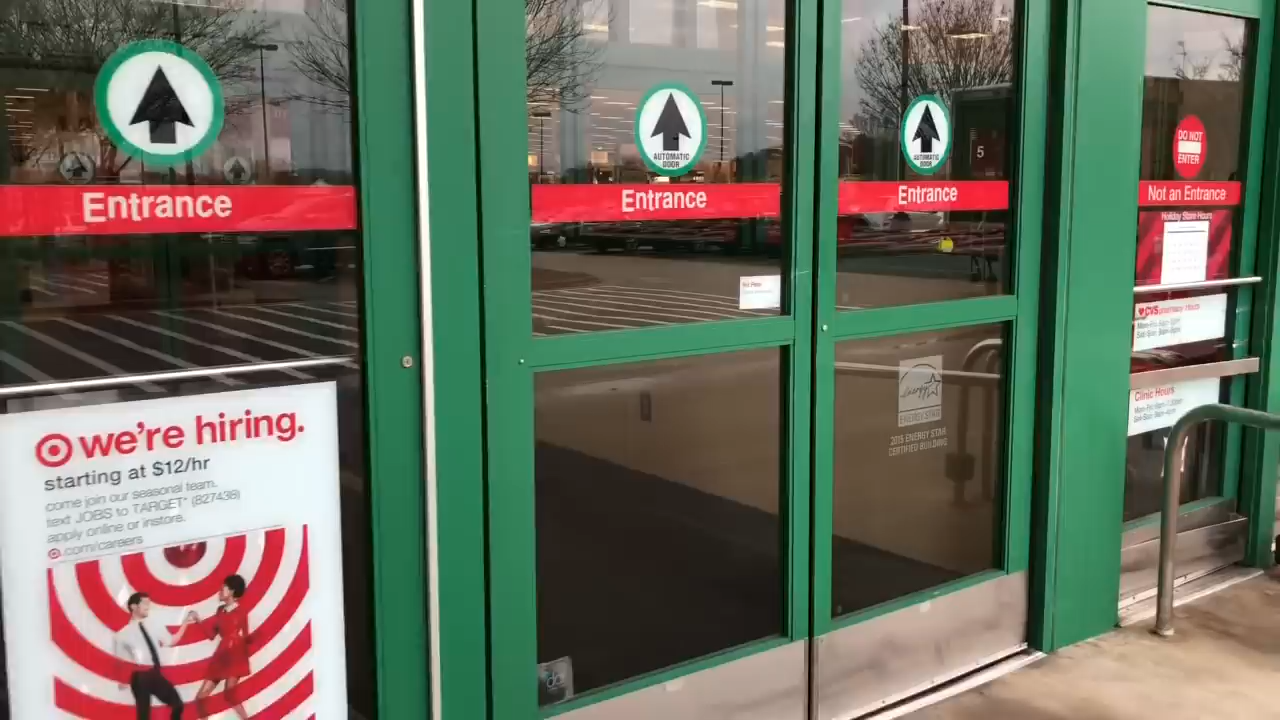 Entrance
we're hiring.
starting at $12/hr
come join our seasonal team.
text JOBS to TARGET* (827438)
apply online or instore.
.com/careers
AUTOMATIC
DOOR
Entrance
AUTOMATIC
DOOR
Entrance
5
ENERGY STAR
2015 ENERGY STAR
CERTIFIED BUILDING
DO NOT
ENTER
Not an Entrance
Holiday Store Hours
CVS pharmacy Hours
Clinic Hours